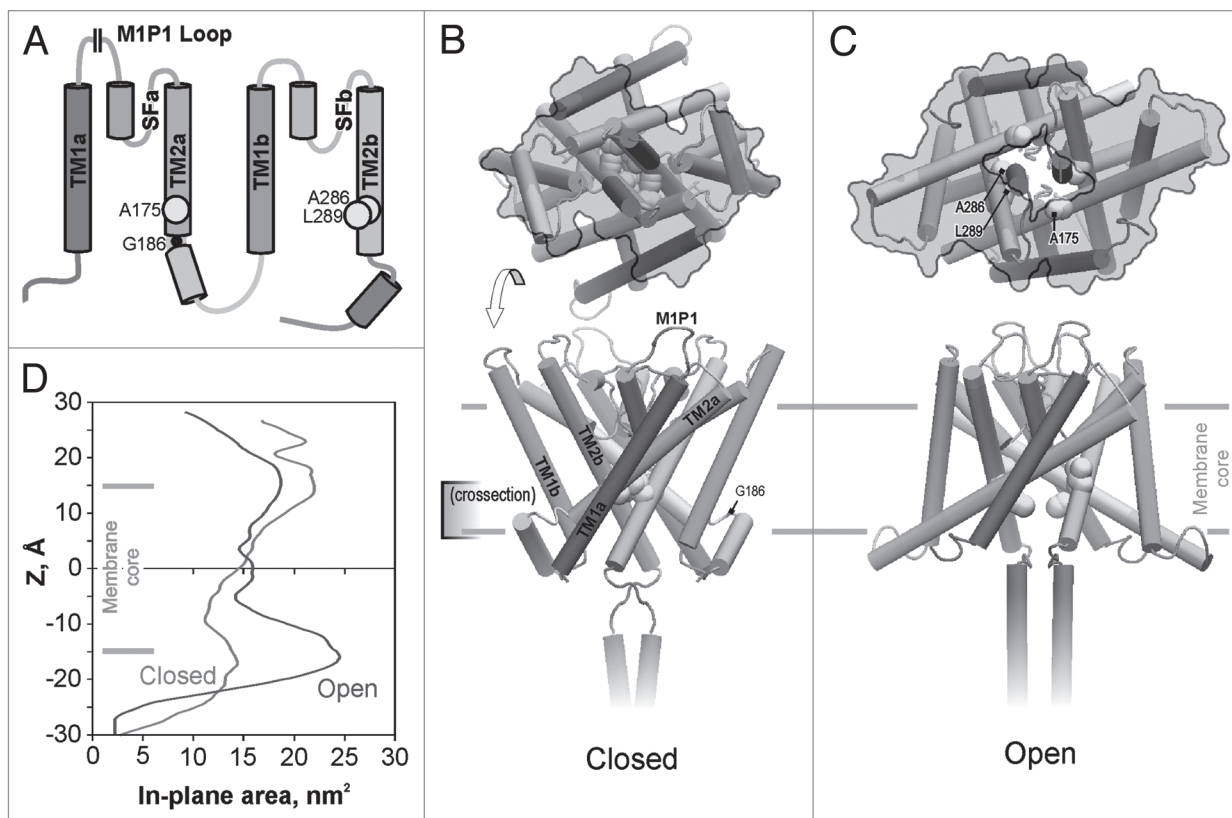 A
M1P1 Loop
TM1a
SFa
TM2a
TM1b
SFb
TM2b
A175
G186
A286
L289
B
M1P1
TM2a
TM2b
TM1b
TM1a
(crossection)
G186
Closed
C
A286
L289
A175
Membrane
core
Open
D
30
20
10
0
-10
-20
-30
Z, Å
Membrane
core
Closed
Open
0 5 10 15 20 25 30
In-plane area, nm²